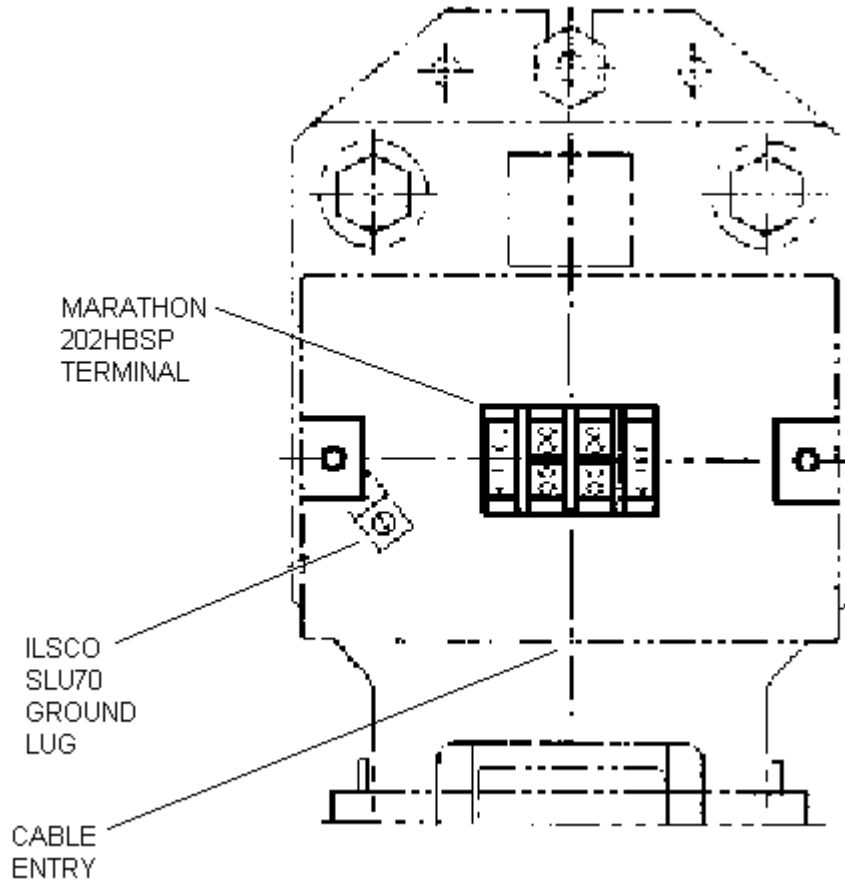 MARATHON
202HBSP
TERMINAL
ILSCO
SLU70
GROUND
LUG
CABLE
ENTRY